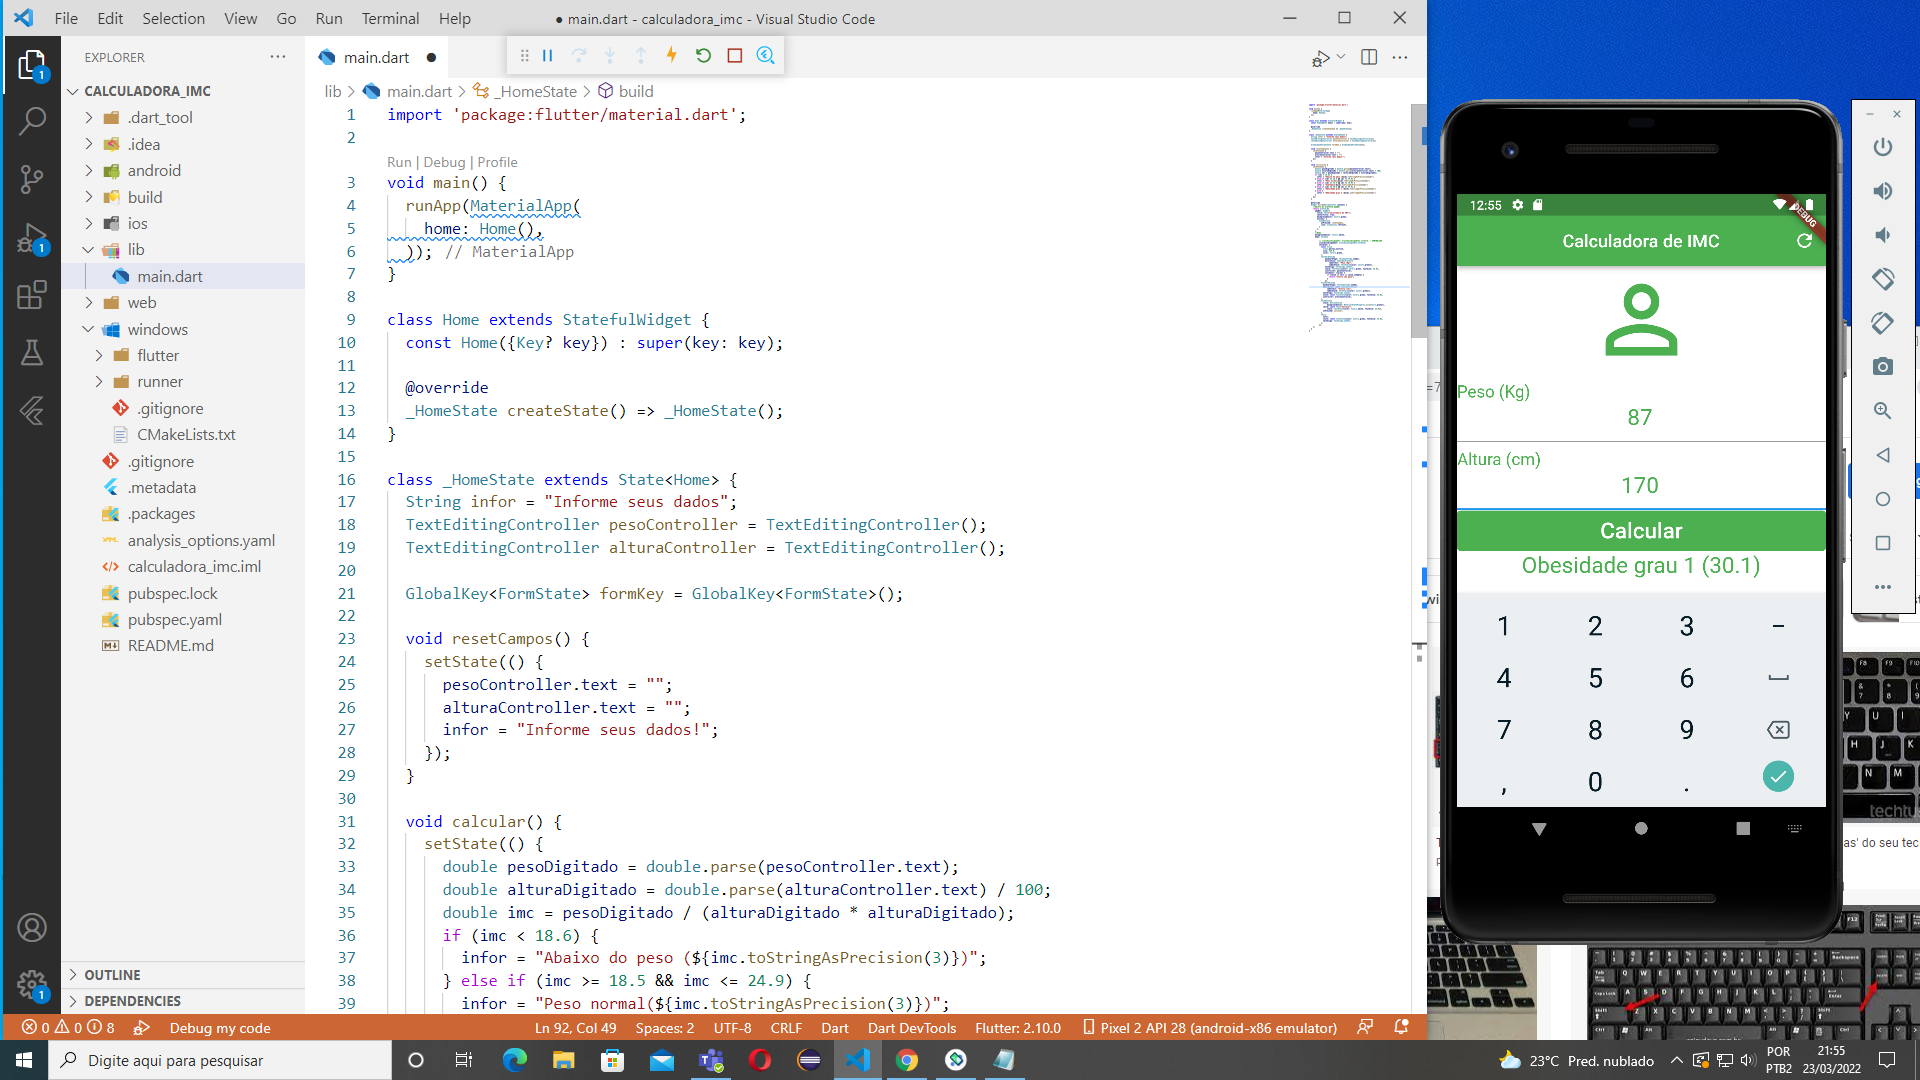 File Edit Selection View Go Run Terminal Help
● main.dart - calculadora_imc - Visual Studio Code
EXPLORER
main.dart
CALCULADORA_IMC
.dart_tool
.idea
android
build
ios
lib
main.dart
web
windows
flutter
runner
.gitignore
CMakeLists.txt
.gitignore
.metadata
.packages
analysis_options.yaml
calculadora_imc.iml
pubspec.lock
pubspec.yaml
README.md
OUTLINE
DEPENDENCIES
lib > main.dart > _HomeState > build
1 import 'package:flutter/material.dart';
2
Run | Debug | Profile
3 void main() {
4 runApp(MaterialApp(
5 home: Home(),
6 )); // MaterialApp
7 }
8
9 class Home extends StatefulWidget {
10 const Home({Key? key}) : super(key: key);
11
12 @override
13 _HomeState createState() => _HomeState();
14 }
15
16 class _HomeState extends State<Home> {
17 String infor = "Informe seus dados";
18 TextEditingController pesoController = TextEditingController();
19 TextEditingController alturaController = TextEditingController();
20
21 GlobalKey<FormState> formKey = GlobalKey<FormState>();
22
23 void resetCampos() {
24 setState(() {
25 pesoController.text = "";
26 alturaController.text = "";
27 infor = "Informe seus dados!";
28 });
29 }
30
31 void calcular() {
32 setState(() {
33 double pesoDigitado = double.parse(pesoController.text);
34 double alturaDigitado = double.parse(alturaController.text) / 100;
35 double imc = pesoDigitado / (alturaDigitado * alturaDigitado);
36 if (imc < 18.6) {
37 infor = "Abaixo do peso (${imc.toStringAsPrecision(3)})";
38 } else if (imc >= 18.5 && imc <= 24.9) {
39 infor = "Peso normal(${imc.toStringAsPrecision(3)})";
12:55
DEBUG
Calculadora de IMC
Peso (Kg)
87
Altura (cm)
170
Calcular
Obesidade grau 1 (30.1)
1 2 3 -
4 5 6
7 8 9
, 0 .
as' do seu tec
0 0 8 Debug my code
Ln 92, Col 49 Spaces: 2 UTF-8 CRLF Dart Dart DevTools Flutter: 2.10.0 Pixel 2 API 28 (android-x86 emulator)
Digite aqui para pesquisar
23°C Pred. nublado
POR
PTB2
21:55
23/03/2022